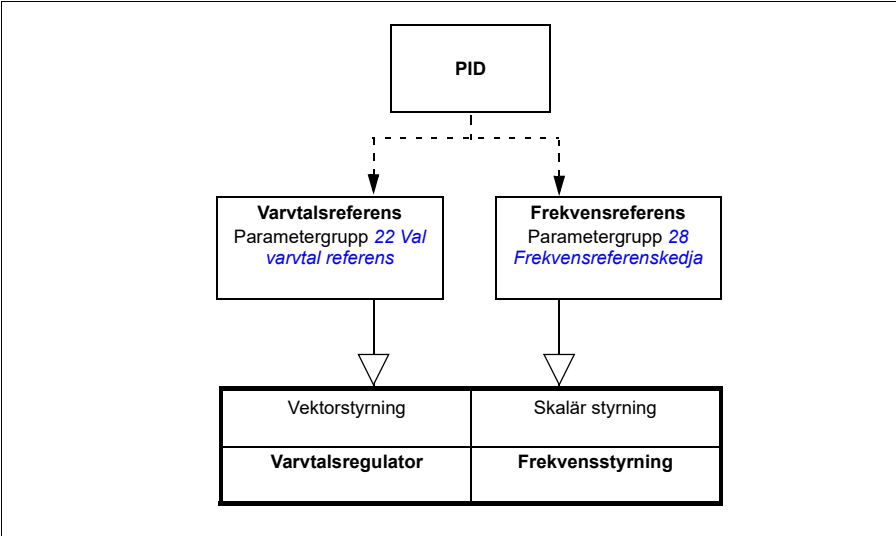 PID
Varvtalsreferens
Parametergrupp 22 Val
varvtal referens
Frekvensreferens
Parametergrupp 28
Frekvensreferenskedja
Vektorstyrning
Skalär styrning
Varvtalsregulator
Frekvensstyrning